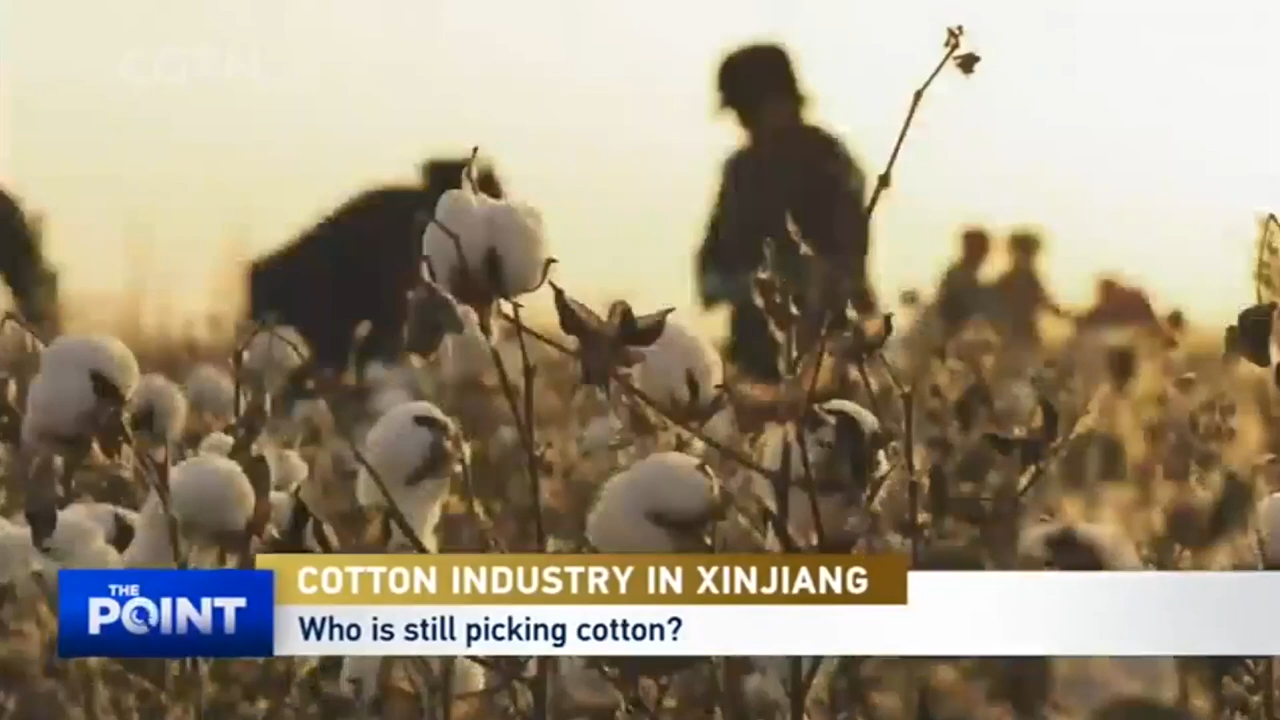 COTTON INDUSTRY IN XINJIANG
THE
POINT
Who is still picking cotton?